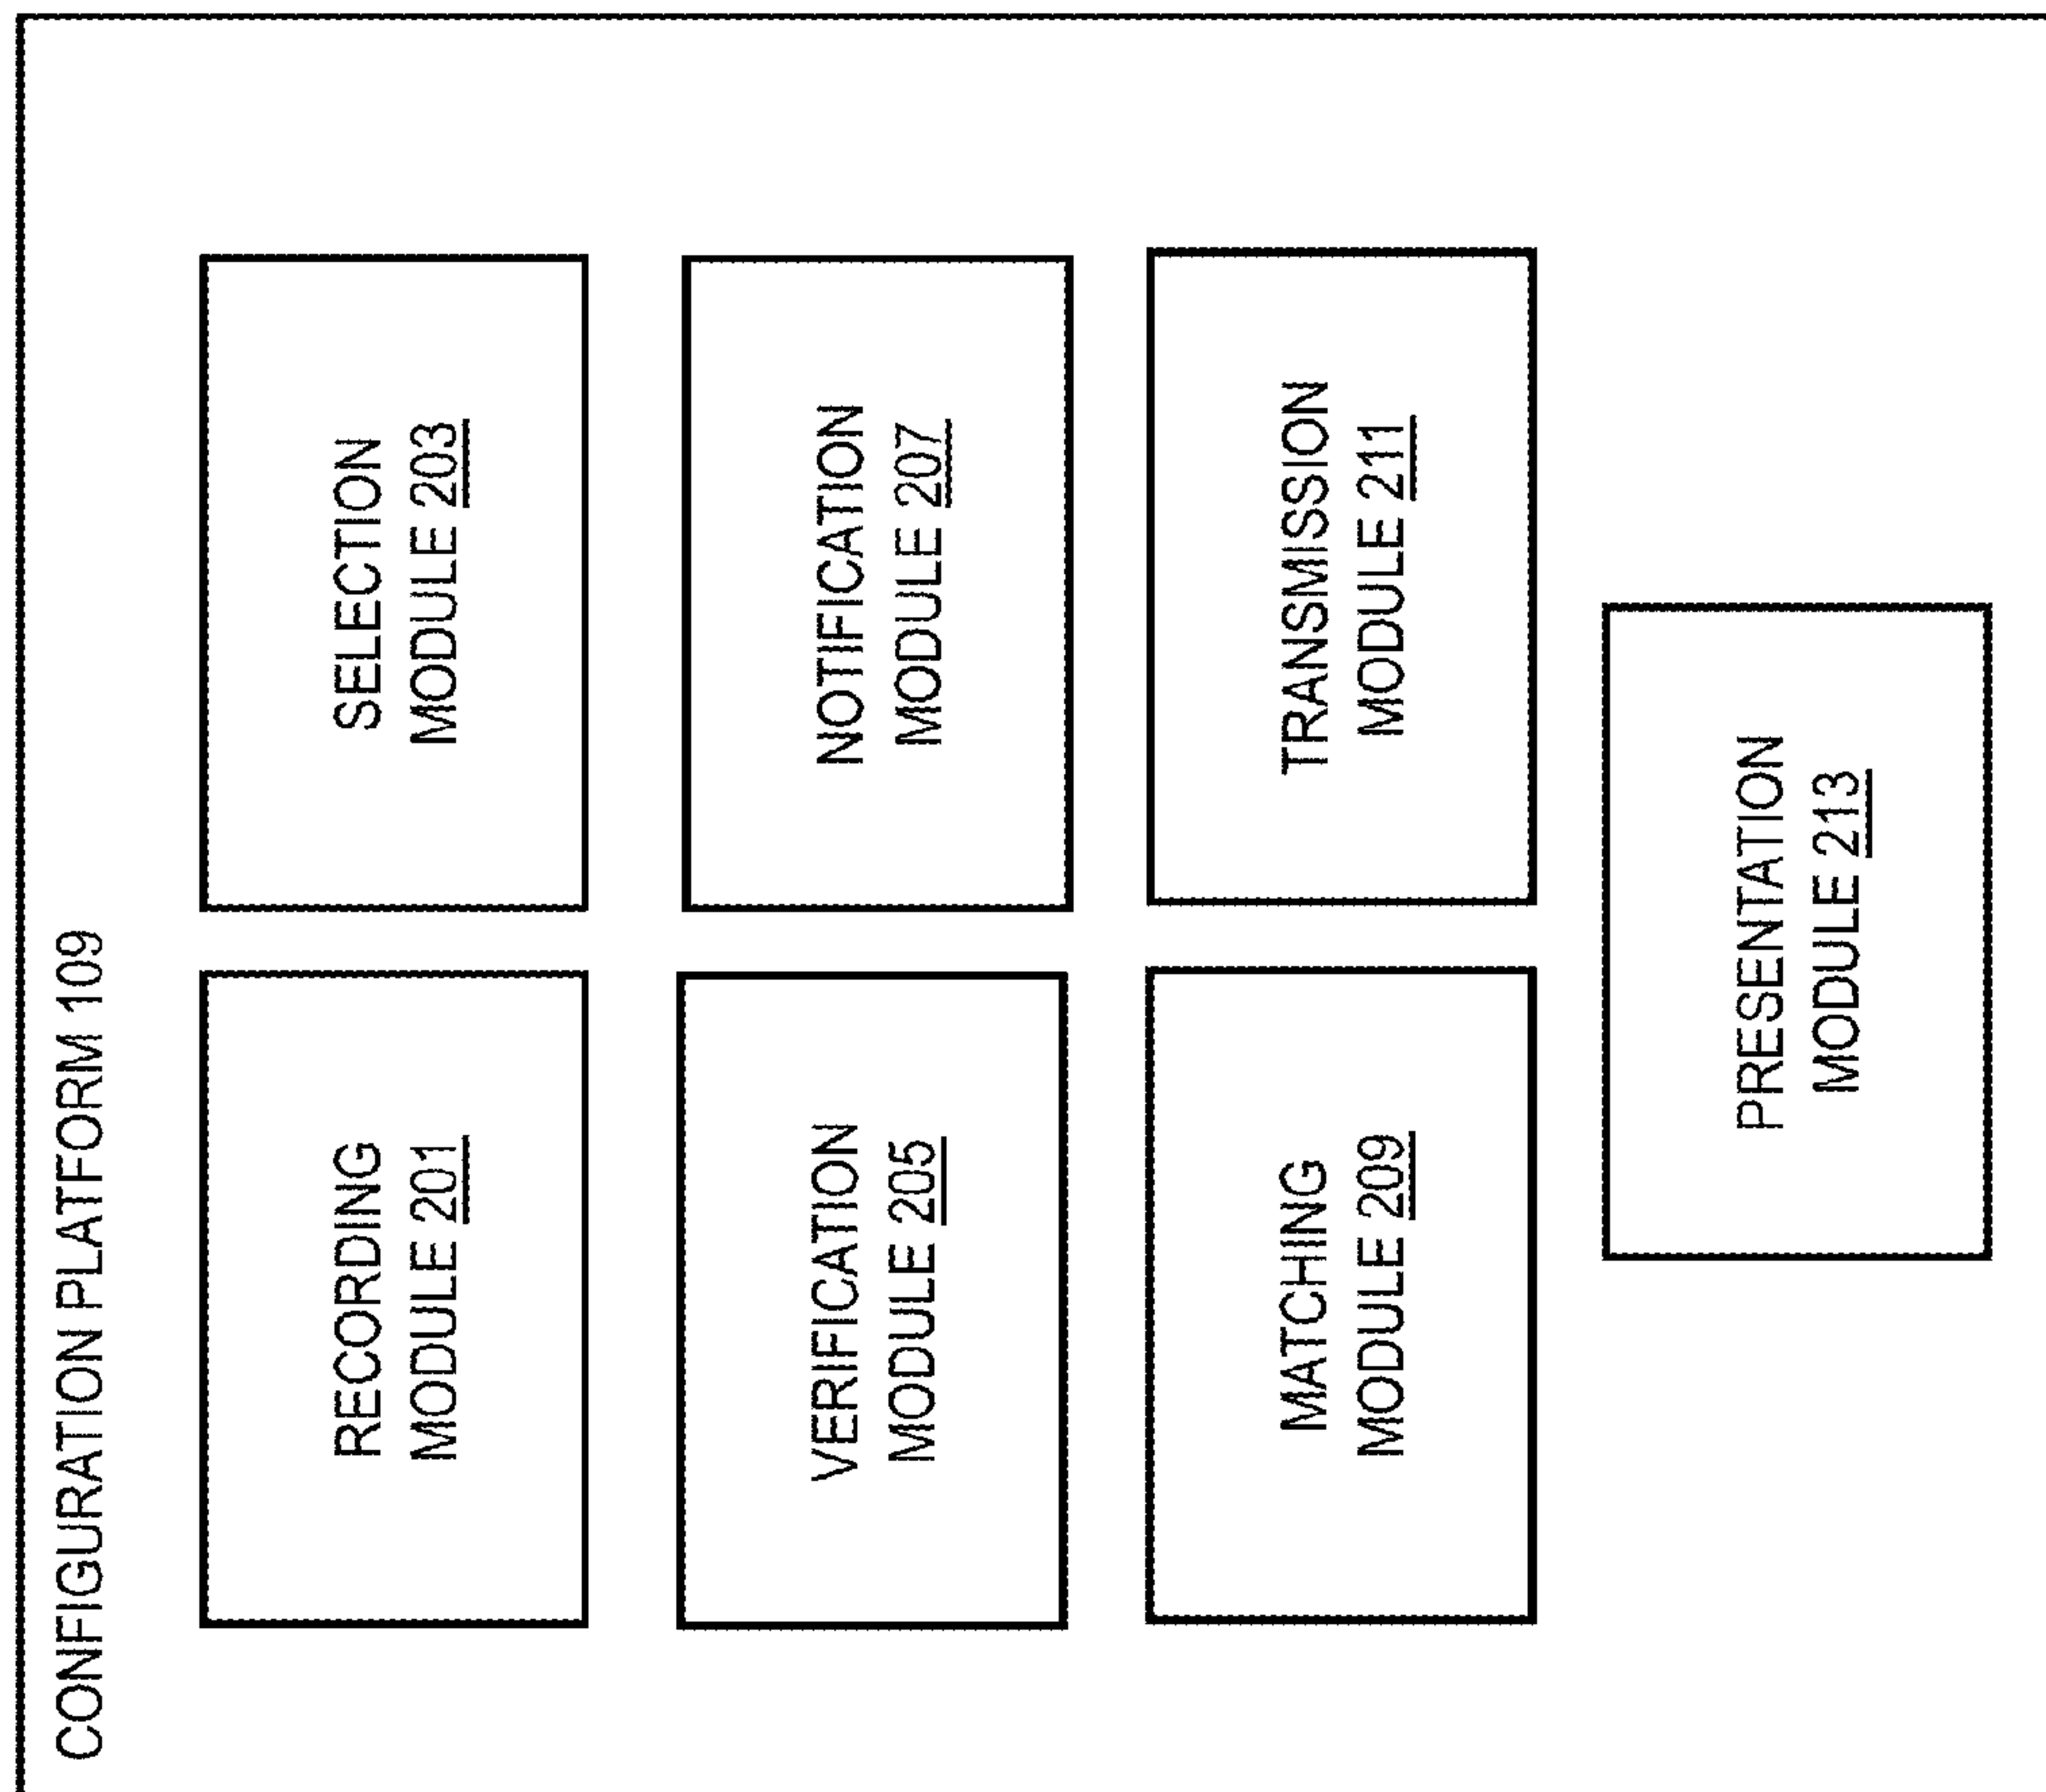 CONFIGURATION PLATFORM 109
RECORDING
MODULE 201
SELECTION
MODULE 203
VERIFICATION
MODULE 205
NOTIFICATION
MODULE 207
MATCHING
MODULE 209
TRANSMISSION
MODULE 211
PRESENTATION
MODULE 213